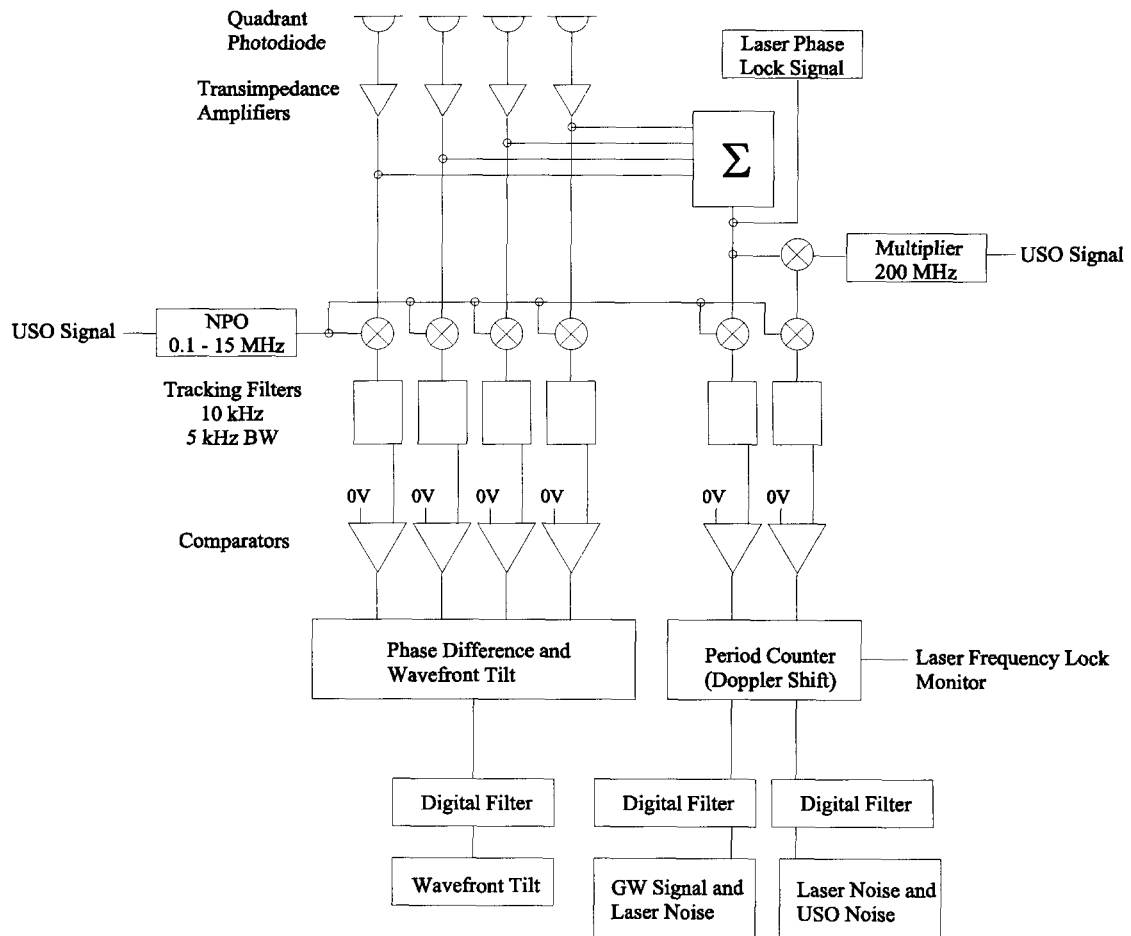 Quadrant
Photodiode
Laser Phase
Lock Signal
Transimpedance
Amplifiers
Σ
Multiplier
200 MHz
USO Signal
USO Signal
NPO
0.1 - 15 MHz
Tracking Filters
10 kHz
5 kHz BW
0V
0V
0V
0V
0V
0V
Comparators
Phase Difference and
Wavefront Tilt
Period Counter
(Doppler Shift)
Laser Frequency Lock
Monitor
Digital Filter
Digital Filter
Digital Filter
Wavefront Tilt
GW Signal and
Laser Noise
Laser Noise and
USO Noise